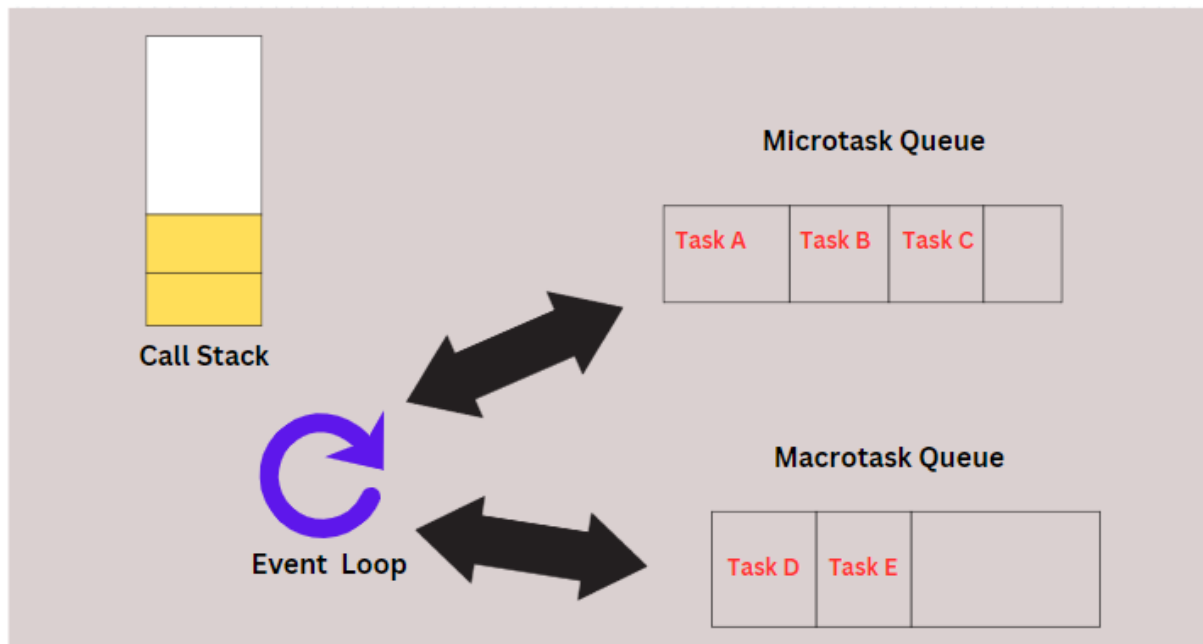 Microtask Queue
Task A Task B Task C
Call Stack
Macrotask Queue
Event Loop
Task D Task E